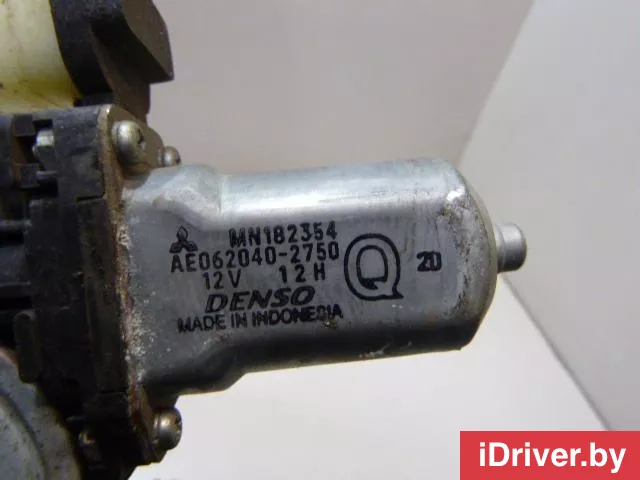 MN182354
AE062040-2750
12V 12H
Q 20
DENSO
MADE IN INDONESIA
iDriver.by